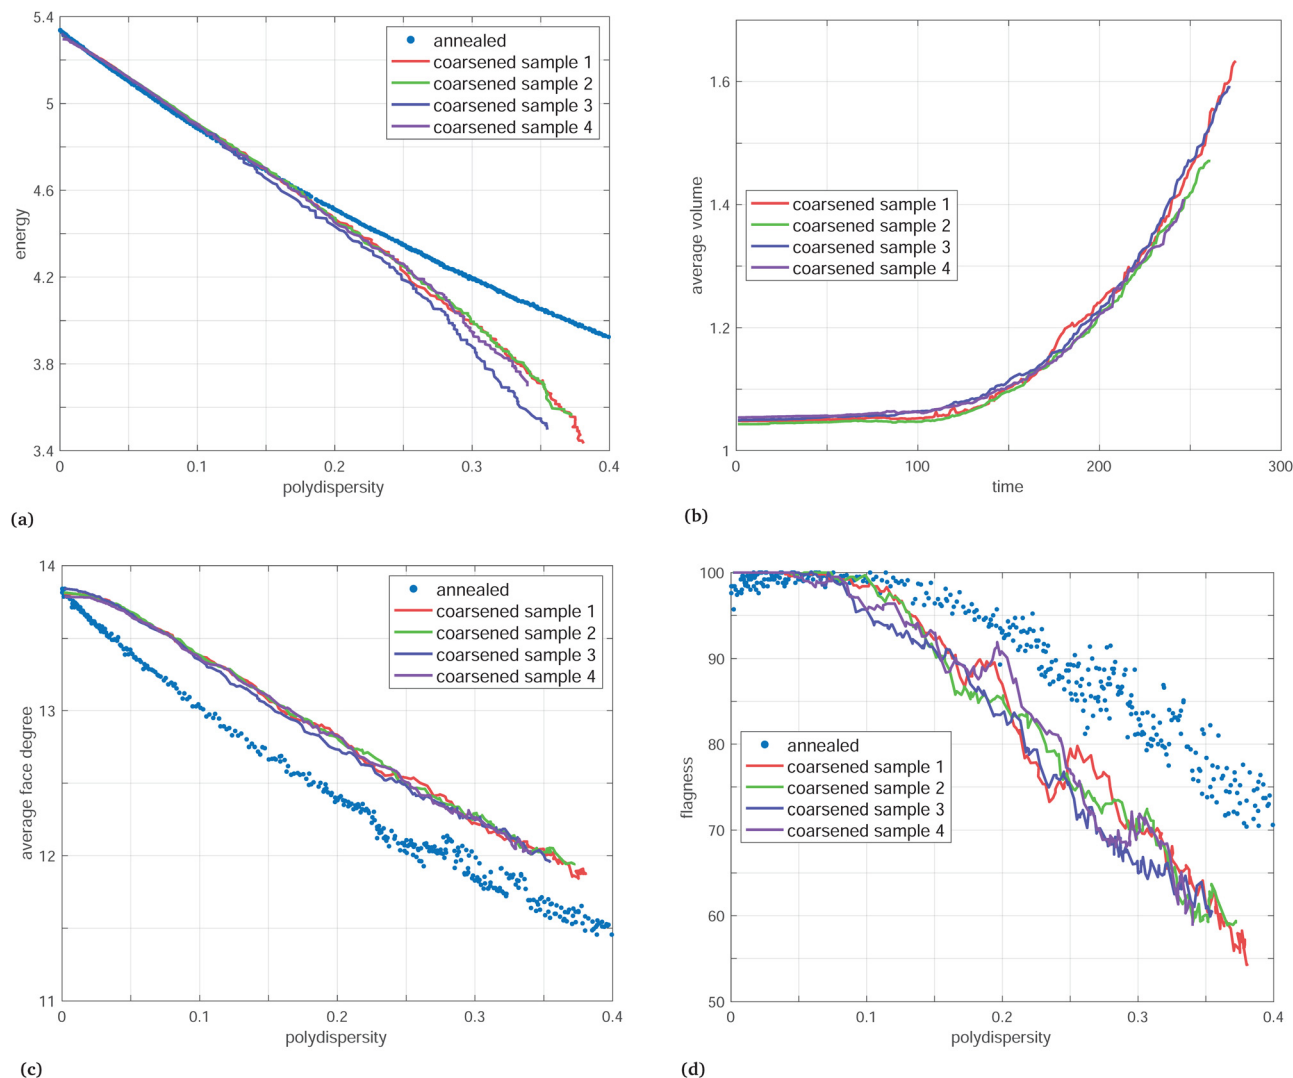 5.4
5
4.6
4.2
3.8
3.4
0
0.1
0.2
0.3
0.4
energy
polydispersity
annealed
coarsened sample 1
coarsened sample 2
coarsened sample 3
coarsened sample 4
(a)
1.6
1.4
1.2
1
0
100
200
300
average volume
time
coarsened sample 1
coarsened sample 2
coarsened sample 3
coarsened sample 4
(b)
14
13
12
11
0
0.1
0.2
0.3
0.4
average face degree
polydispersity
annealed
coarsened sample 1
coarsened sample 2
coarsened sample 3
coarsened sample 4
(c)
100
90
80
70
60
50
0
0.1
0.2
0.3
0.4
flagness
polydispersity
annealed
coarsened sample 1
coarsened sample 2
coarsened sample 3
coarsened sample 4
(d)